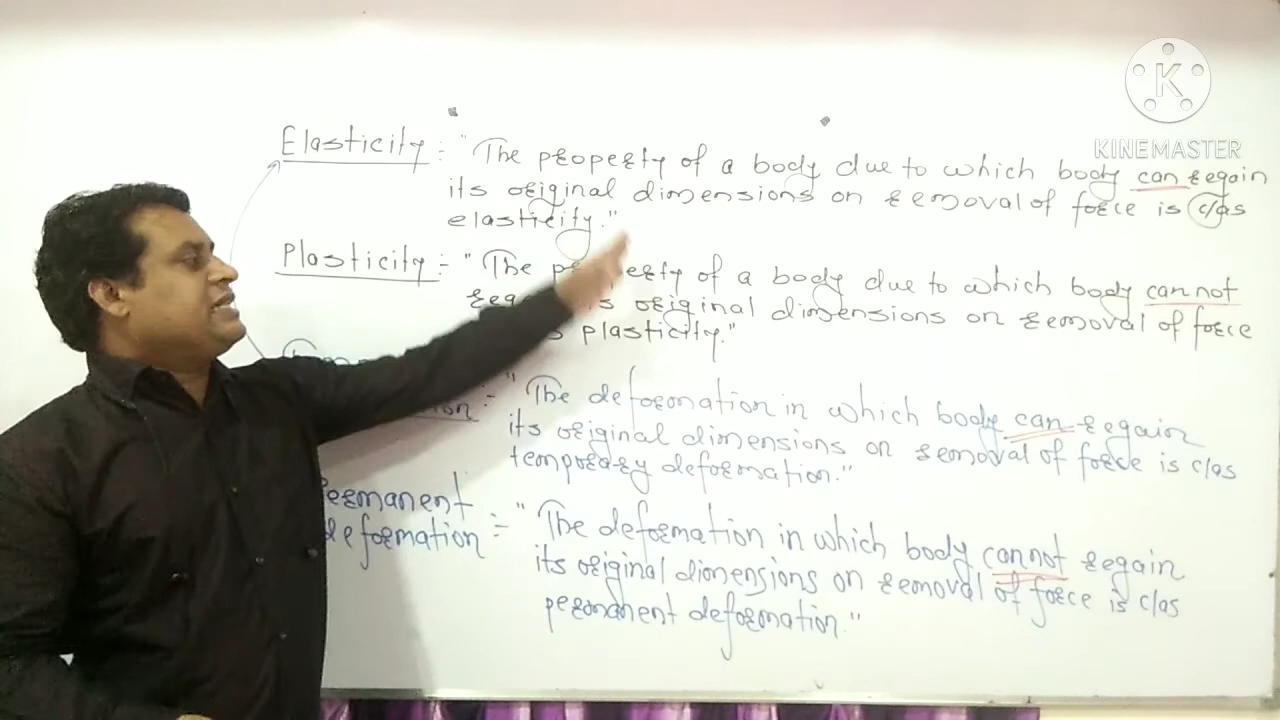 KINEMASTER
Elasticity :- "The property of a body due to which body can regain
its original dimensions on removal of force is c/as
elasticity."
Plasticity :- "The property of a body due to which body cannot
original dimensions on removal of force
plasticity."
:- "The deformation in which body can regain
its original dimensions on removal of force is c/as
temporary deformation."
Permanent
deformation :- "The deformation in which body cannot regain
its original dimensions on removal of force is c/as
permanent deformation."